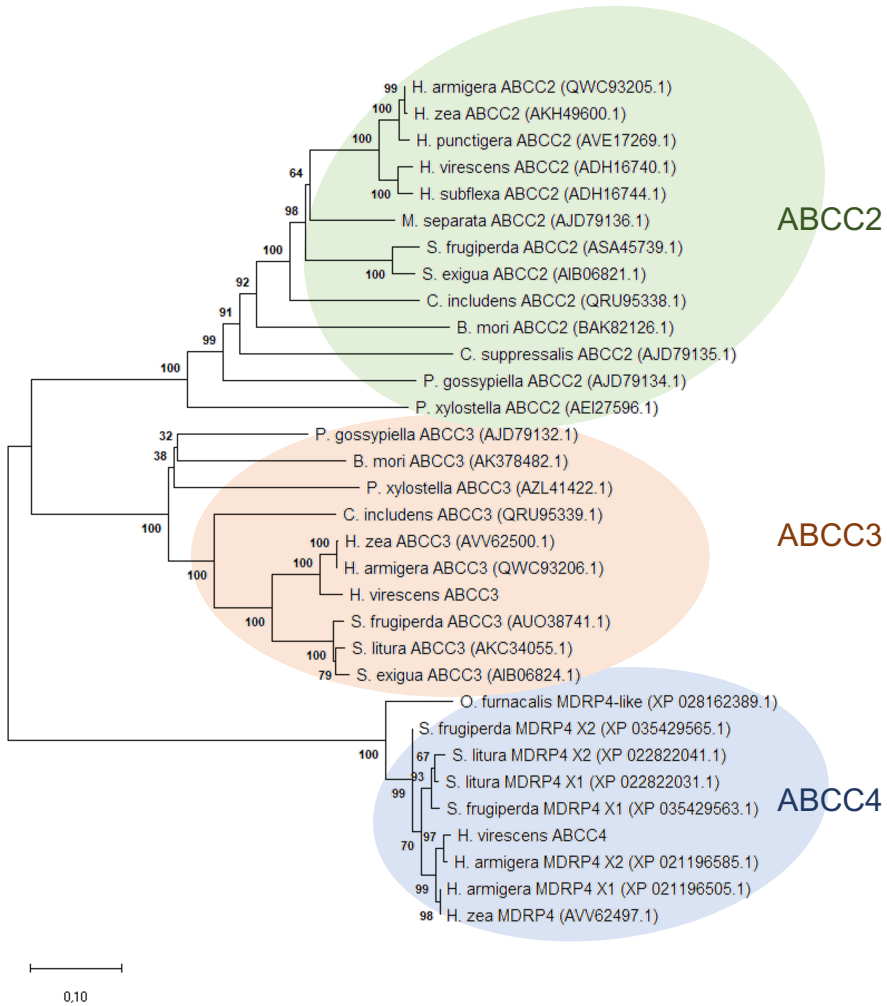 99
H. armigera ABCC2 (QWC93205.1)
100
H. zea ABCC2 (AKH49600.1)
100
H. punctigera ABCC2 (AVE17269.1)
H. virescens ABCC2 (ADH16740.1)
64
100
H. subflexa ABCC2 (ADH16744.1)
98
M. separata ABCC2 (AJD79136.1)
ABCC2
S. frugiperda ABCC2 (ASA45739.1)
100
100
S. exigua ABCC2 (AIB06821.1)
92
C. includens ABCC2 (QRU95338.1)
91
B. mori ABCC2 (BAK82126.1)
99
C. suppressalis ABCC2 (AJD79135.1)
100
P. gossypiella ABCC2 (AJD79134.1)
P. xylostella ABCC2 (AEI27596.1)
32
P. gossypiella ABCC3 (AJD79132.1)
38
B. mori ABCC3 (AK378482.1)
P. xylostella ABCC3 (AZL41422.1)
100
C. includens ABCC3 (QRU95339.1)
ABCC3
100
H. zea ABCC3 (AVV62500.1)
100
100
H. armigera ABCC3 (QWC93206.1)
H. virescens ABCC3
100
S. frugiperda ABCC3 (AUO38741.1)
100
S. litura ABCC3 (AKC34055.1)
79
S. exigua ABCC3 (AIB06824.1)
O. furnacalis MDRP4-like (XP 028162389.1)
100
S. frugiperda MDRP4 X2 (XP 035429565.1)
67
S. litura MDRP4 X2 (XP 022822041.1)
93
S. litura MDRP4 X1 (XP 022822031.1)
99
S. frugiperda MDRP4 X1 (XP 035429563.1)
ABCC4
97
H. virescens ABCC4
70
H. armigera MDRP4 X2 (XP 021196585.1)
99
H. armigera MDRP4 X1 (XP 021196505.1)
98
H. zea MDRP4 (AVV62497.1)
0,10